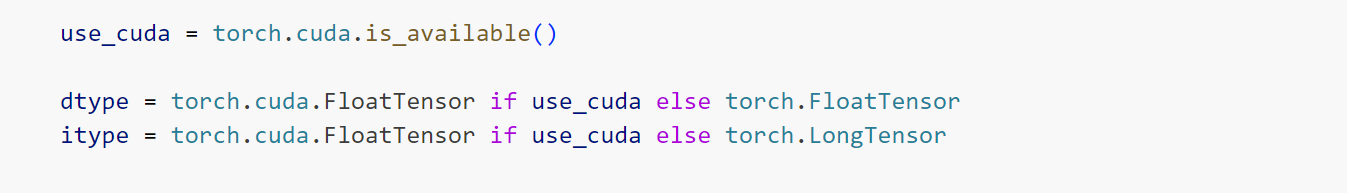 use_cuda = torch.cuda.is_available()
dtype = torch.cuda.FloatTensor if use_cuda else torch.FloatTensor
itype = torch.cuda.FloatTensor if use_cuda else torch.LongTensor